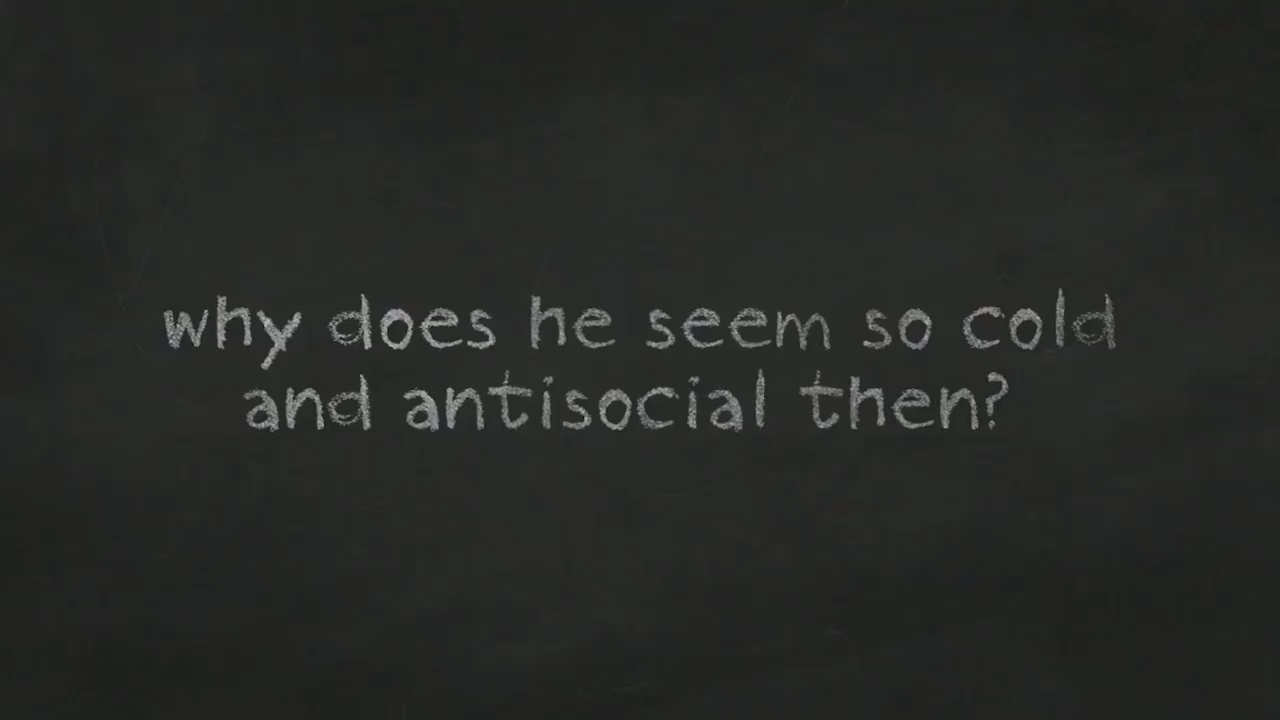 why does he seem so cold
and antisocial then?